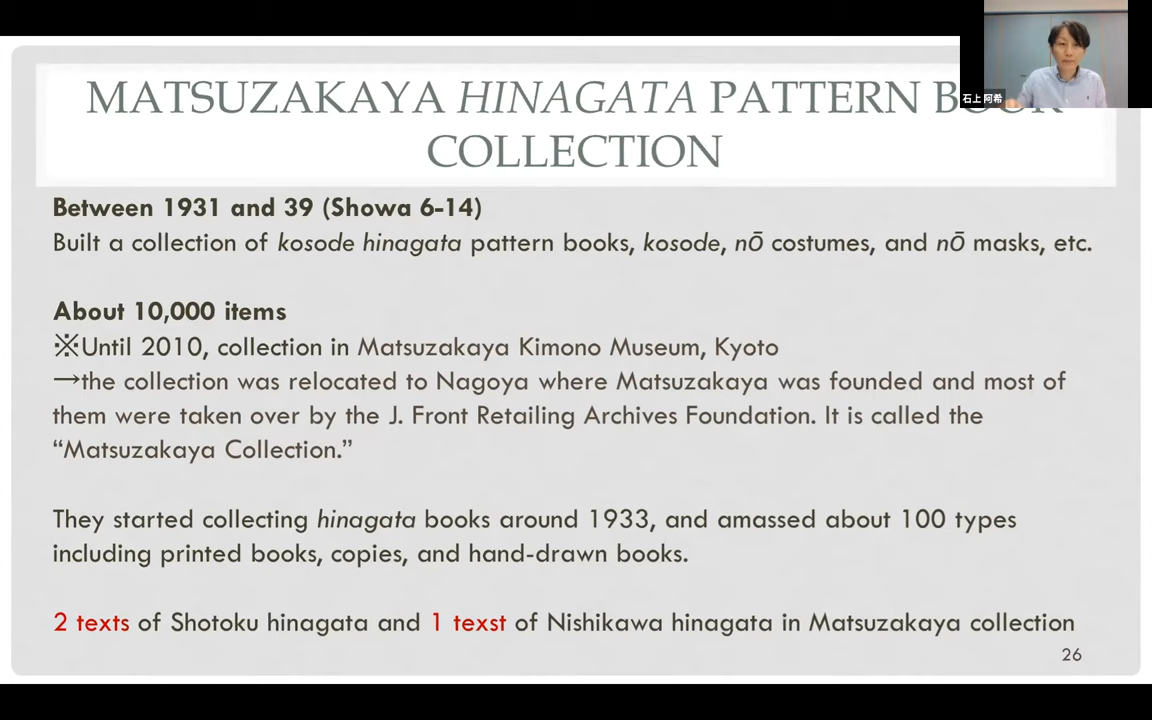 MATSUZAKAYA HINAGATA PATTERN BOOK
COLLECTION
石上 阿希
Between 1931 and 39 (Showa 6-14)
Built a collection of kosode hinagata pattern books, kosode, nō costumes, and nō masks, etc.
About 10,000 items
※Until 2010, collection in Matsuzakaya Kimono Museum, Kyoto
→the collection was relocated to Nagoya where Matsuzakaya was founded and most of
them were taken over by the J. Front Retailing Archives Foundation. It is called the
“Matsuzakaya Collection.”
They started collecting hinagata books around 1933, and amassed about 100 types
including printed books, copies, and hand-drawn books.
2 texts of Shotoku hinagata and 1 texst of Nishikawa hinagata in Matsuzakaya collection
26